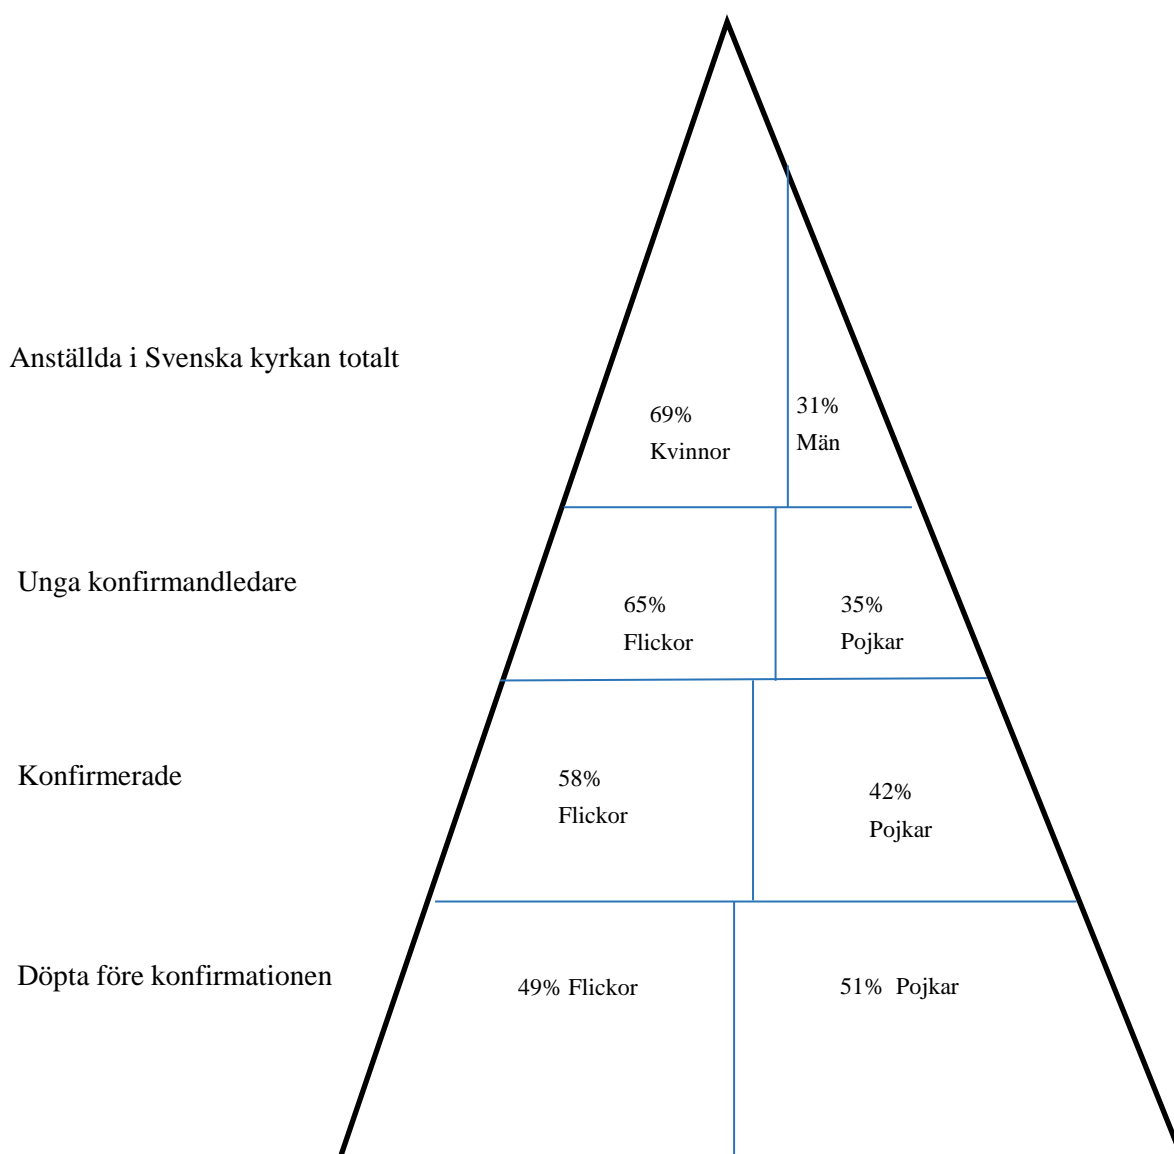 Anställda i Svenska kyrkan totalt
69%
Kvinnor
31%
Män
Unga konfirmandledare
65%
Flickor
35%
Pojkar
Konfirmerade
58%
Flickor
42%
Pojkar
Döpta före konfirmationen
49% Flickor
51% Pojkar